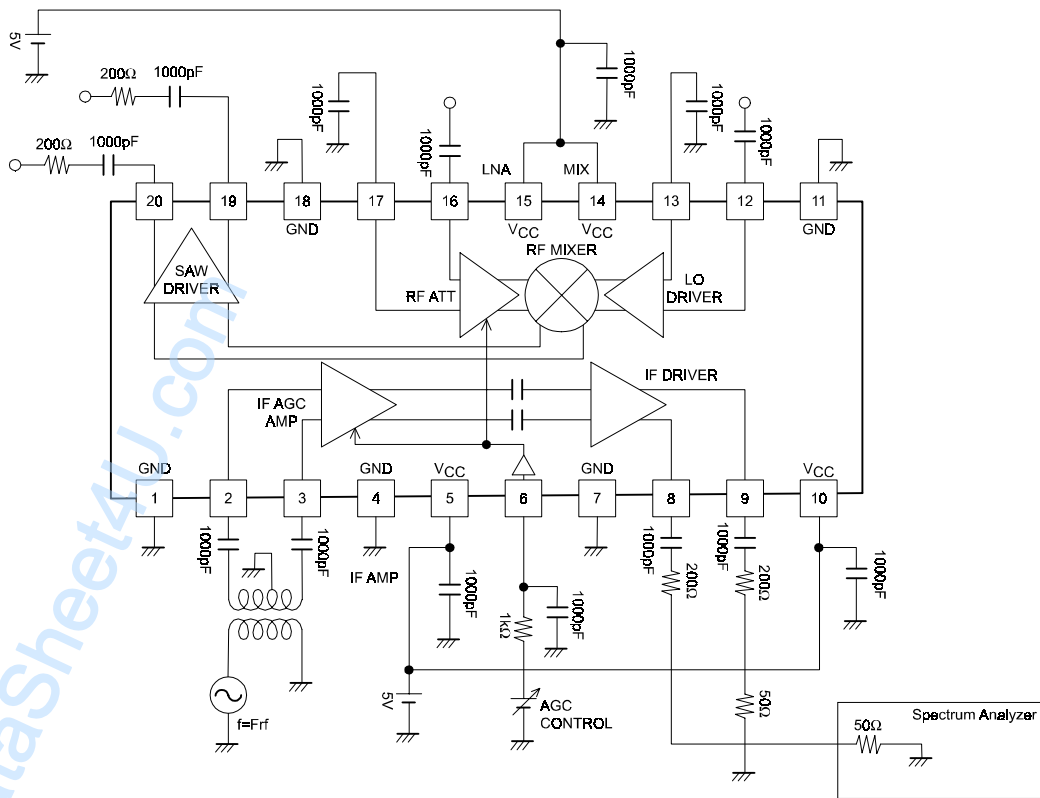 5V
200Ω
1000pF
1000pF
1000pF
1000pF
1000pF
1000pF
200Ω
1000pF
LNA
MIX
20
19
18
17
16
15
14
13
12
11
GND
VCC
VCC
GND
SAW
DRIVER
RF ATT
RF MIXER
LO
DRIVER
IF AGC
AMP
IF DRIVER
GND
GND
VCC
GND
VCC
1
2
3
4
5
6
7
8
9
10
1000pF
1000pF
IF AMP
1000pF
1kΩ
1000pF
1000pF
200Ω
1000pF
200Ω
1000pF
f=Frf
5V
AGC
CONTROL
50Ω
50Ω
Spectrum Analyzer
ataSheet4U.com